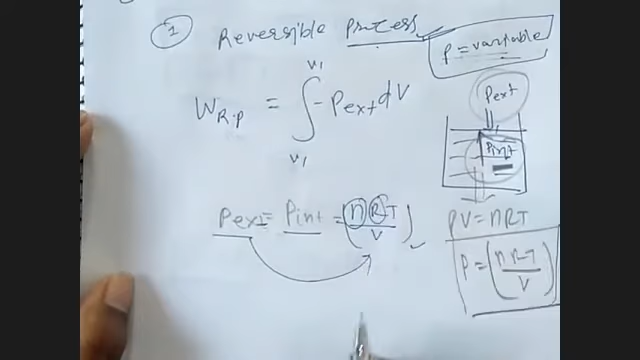 ① Reversible Process
P = variable
V₁
W R.P = ∫ - Pext dV
V₁
Pext
Pint
Pext = Pint = (nRT/V)
PV = nRT
P = (nRT/V)